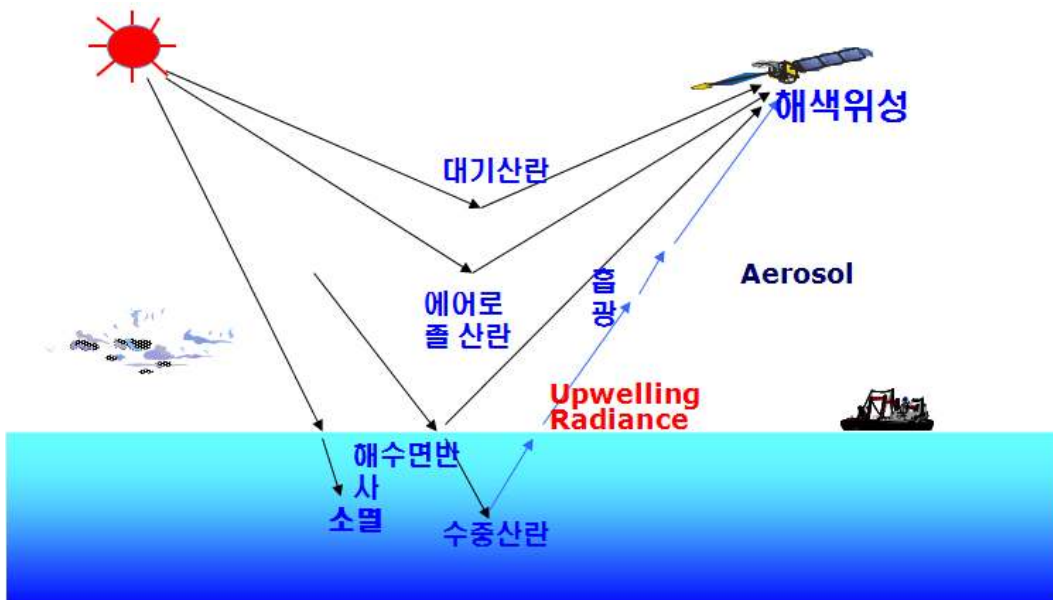 해색위성
대기산란
Aerosol
에어로
졸 산란
흡
광
Upwelling
Radiance
해수면반
사
소멸
수중산란